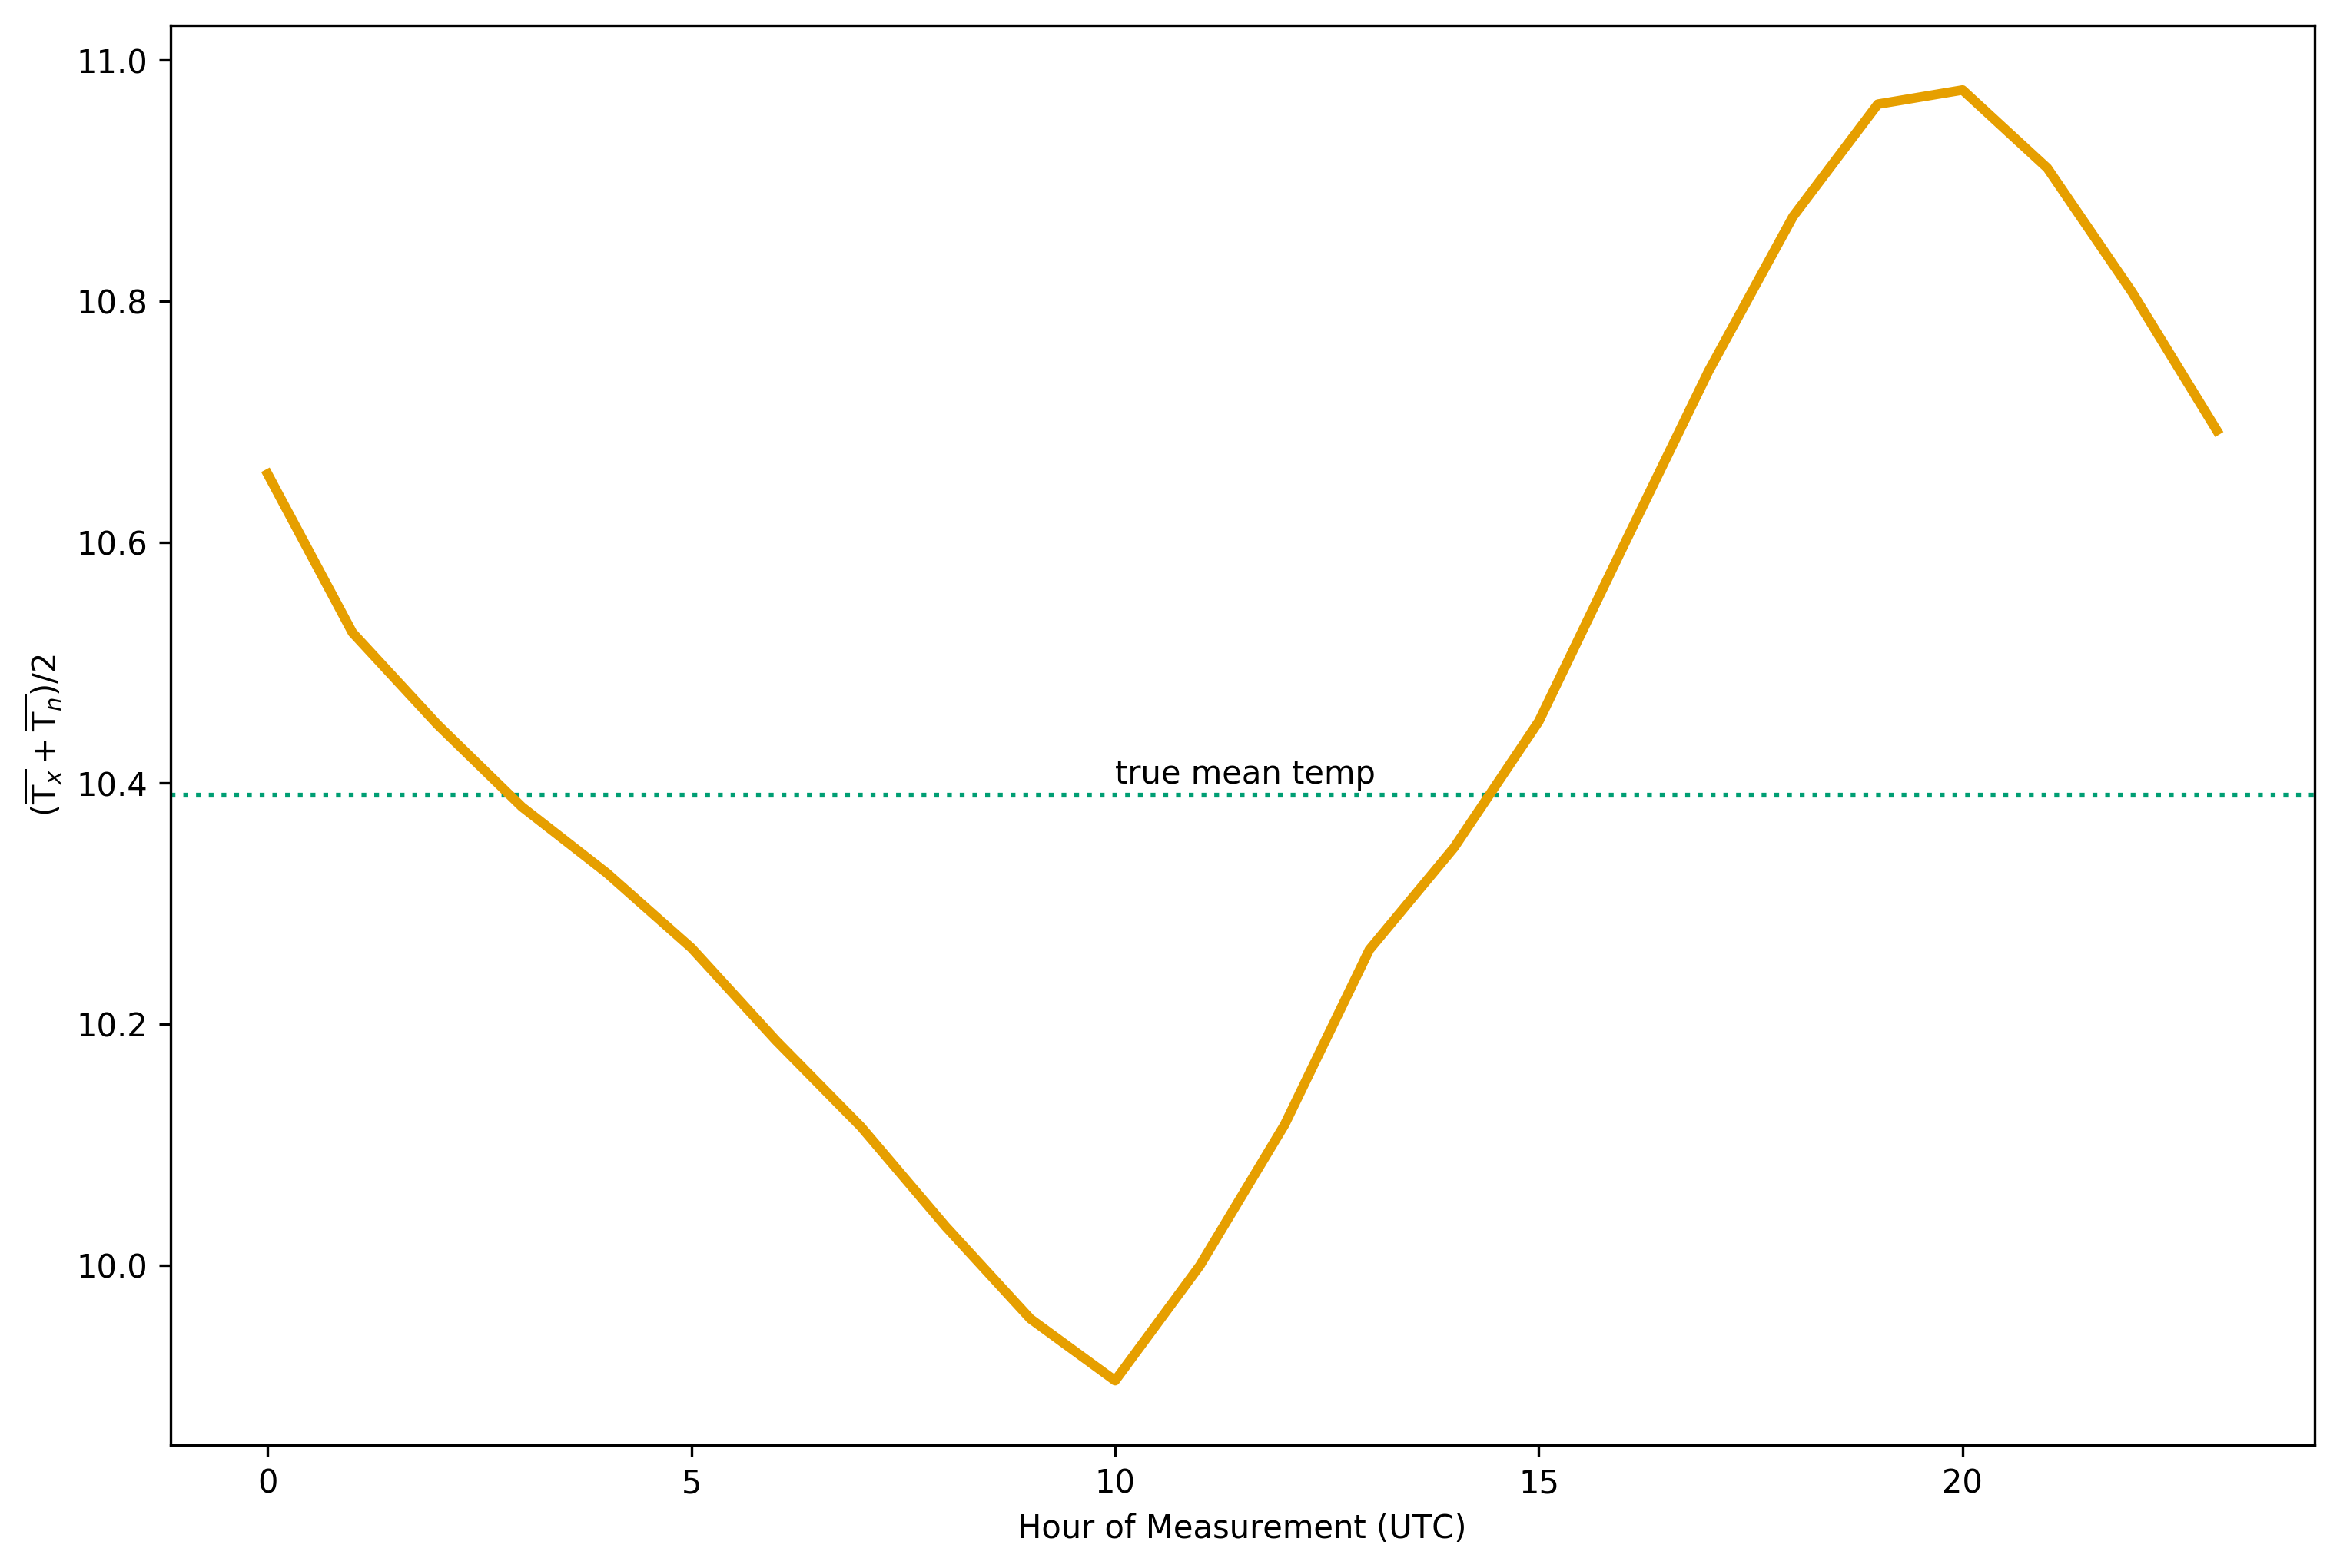 11.0
10.8
10.6
10.4
10.2
10.0
(T̅ₓ + T̅ₙ)/2
true mean temp
0 5 10 15 20
Hour of Measurement (UTC)